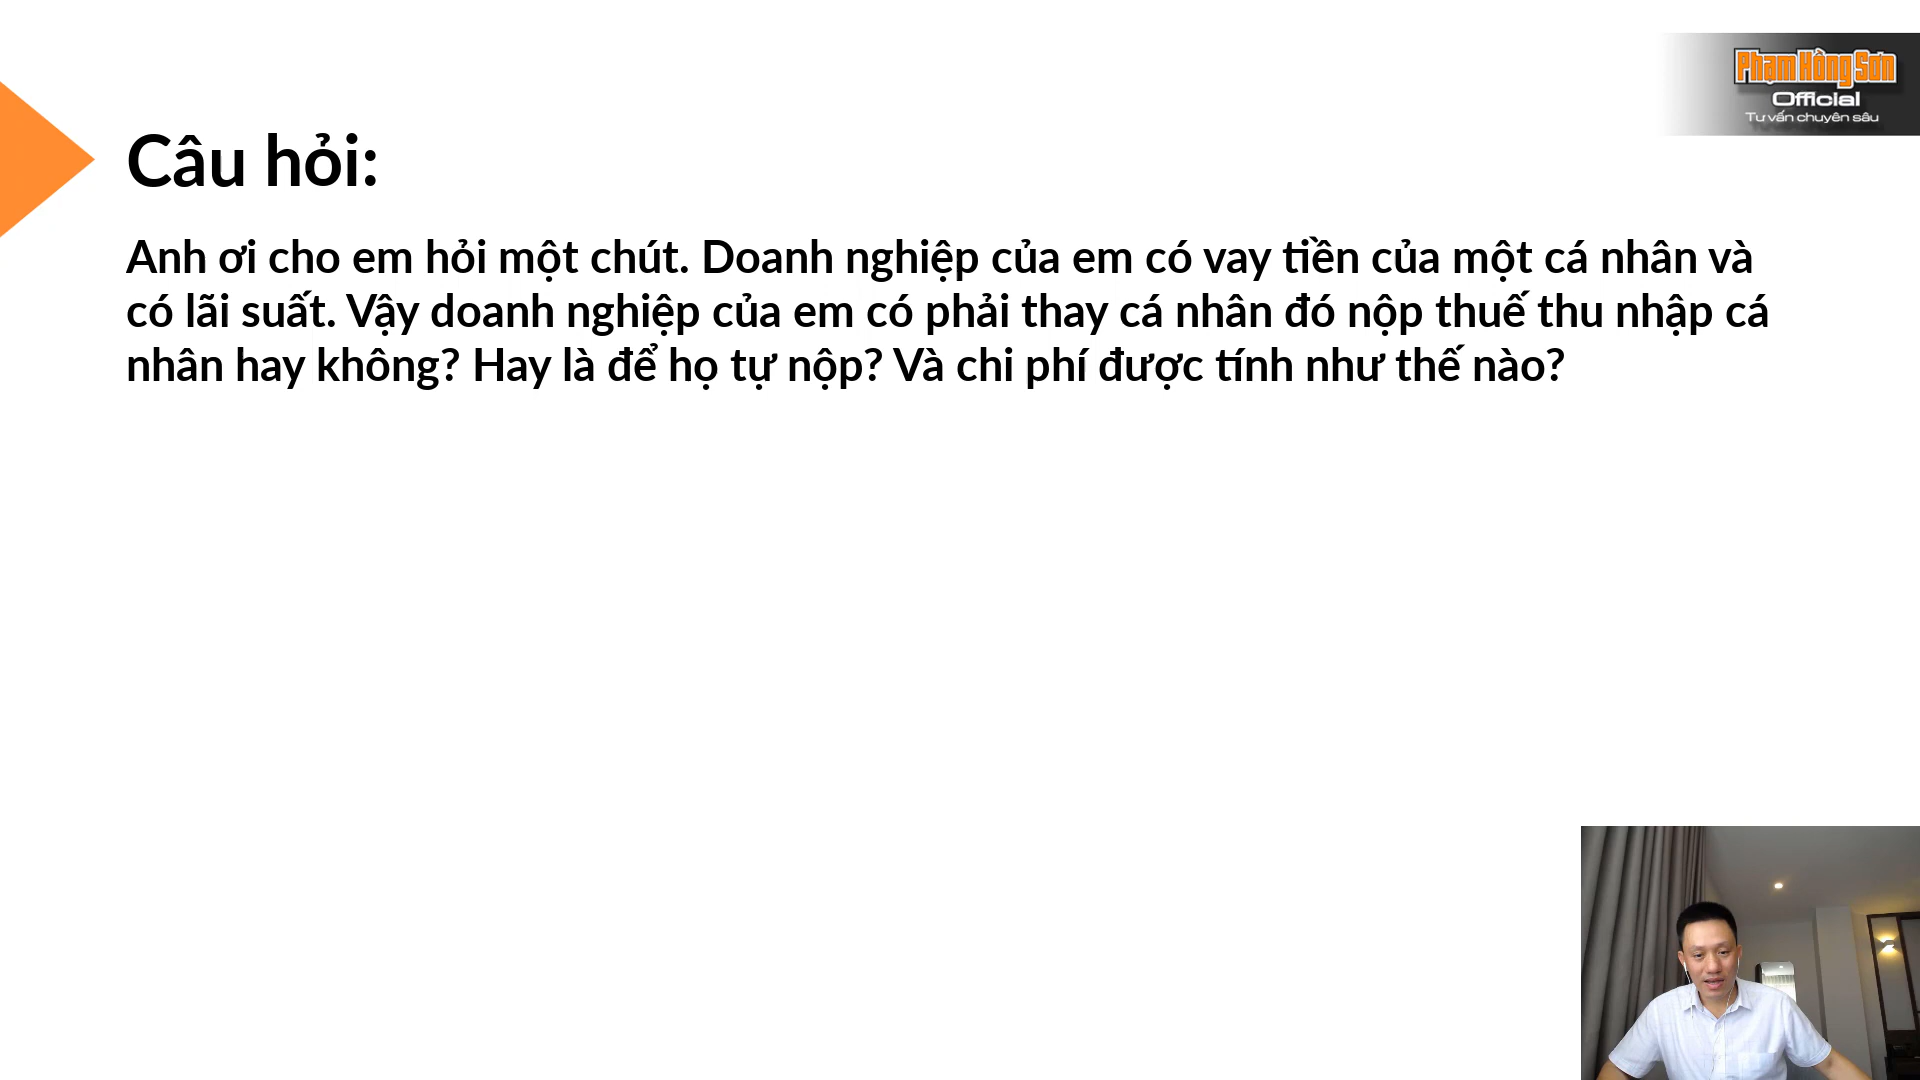 Phạm Hồng Sơn
Official
Tư vấn chuyên sâu
Câu hỏi:
Anh ơi cho em hỏi một chút. Doanh nghiệp của em có vay tiền của một cá nhân và
có lãi suất. Vậy doanh nghiệp của em có phải thay cá nhân đó nộp thuế thu nhập cá
nhân hay không? Hay là để họ tự nộp? Và chi phí được tính như thế nào?